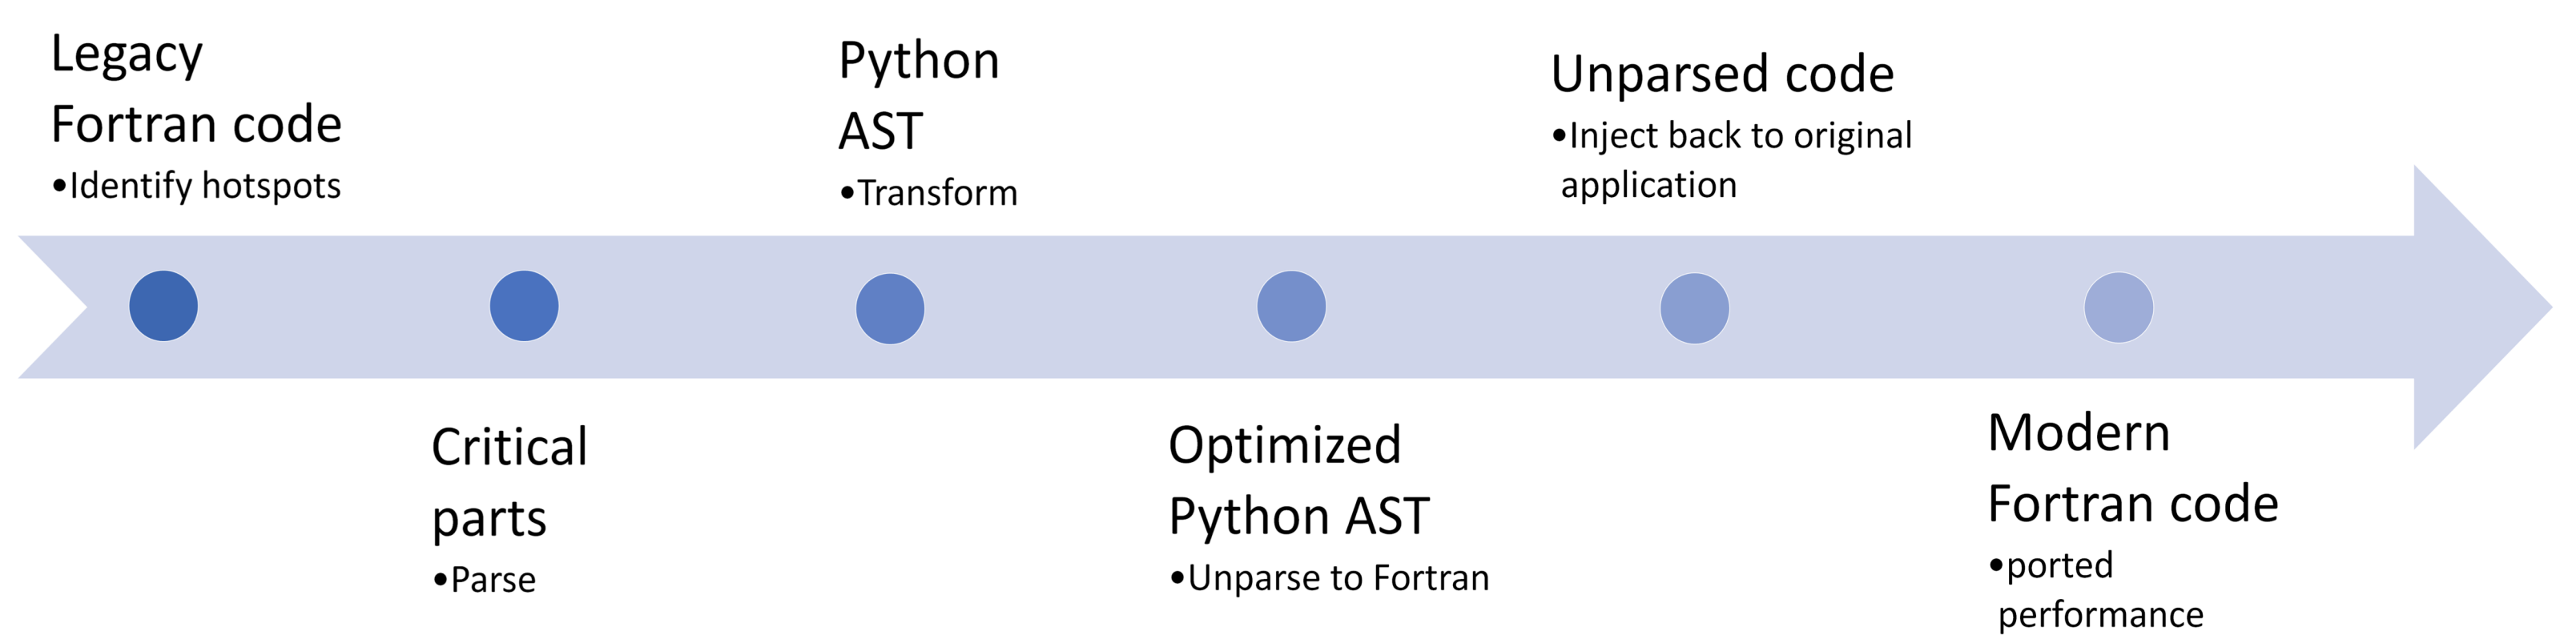 Legacy
Fortran code
•Identify hotspots
Critical
parts
•Parse
Python
AST
•Transform
Optimized
Python AST
•Unparse to Fortran
Unparsed code
•Inject back to original
application
Modern
Fortran code
•ported
performance